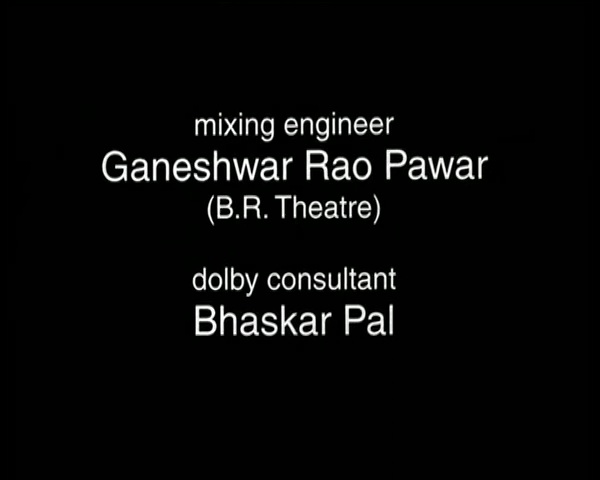 mixing engineer
Ganeshwar Rao Pawar
(B.R. Theatre)
dolby consultant
Bhaskar Pal